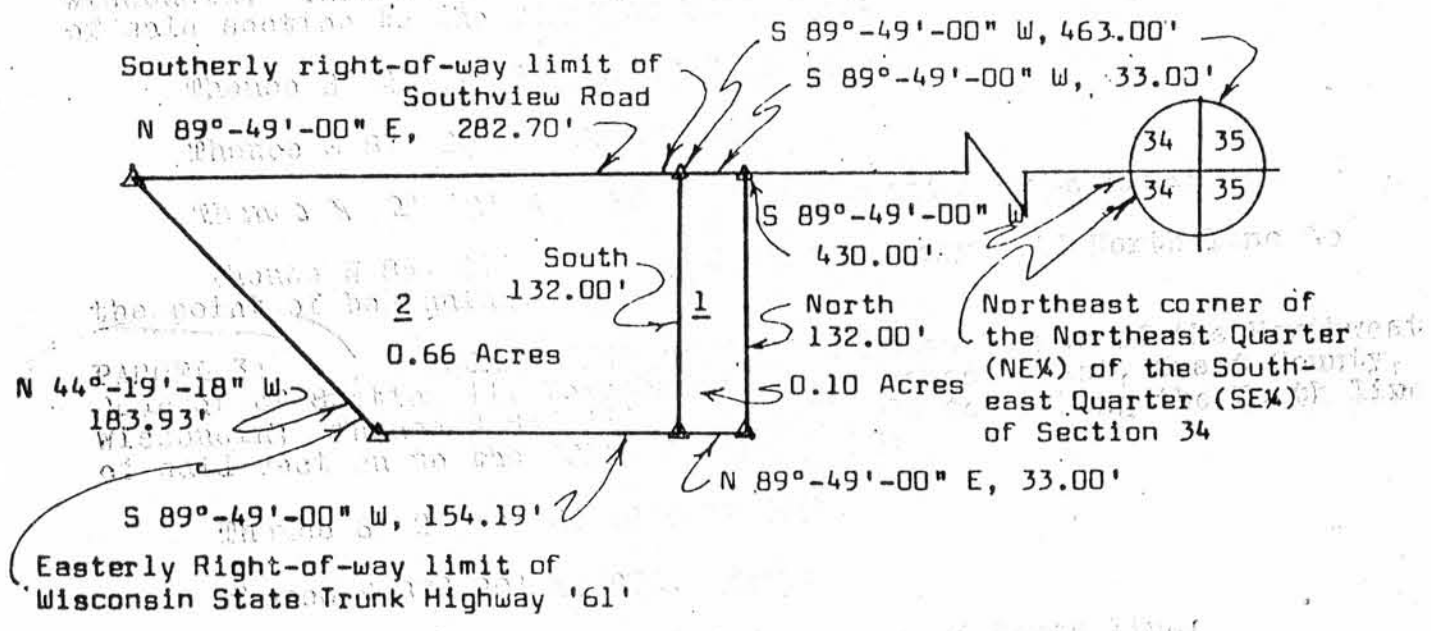 S 89°-49'-00" W, 463.00'
Southerly right-of-way limit of
Southview Road
S 89°-49'-00" W, 33.00'
N 89°-49'-00" E, 282.70'
34 35
34 35
S 89°-49'-00" W
430.00'
South
132.00'
2
1
0.66 Acres
North
132.00'
0.10 Acres
Northeast corner of
the Northeast Quarter
(NE¼) of the South-
east Quarter (SE¼)
of Section 34
N 44°-19'-18" W
183.93'
N 89°-49'-00" E, 33.00'
S 89°-49'-00" W, 154.19'
Easterly Right-of-way limit of
Wisconsin State Trunk Highway '61'